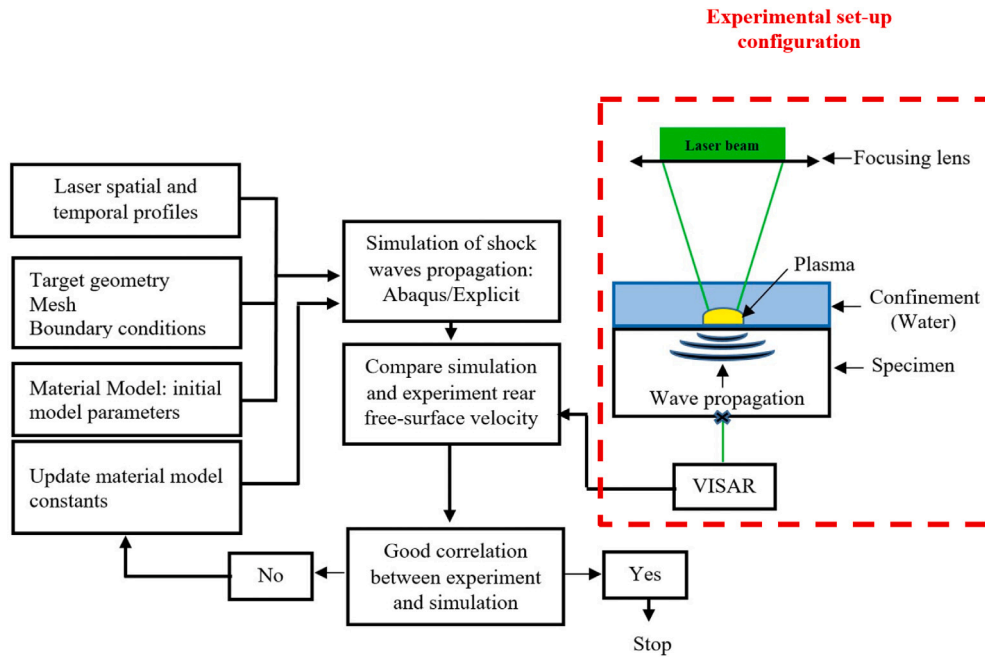 Experimental set-up
configuration
Laser beam
Focusing lens
Laser spatial and
temporal profiles
Simulation of shock
waves propagation:
Abaqus/Explicit
Plasma
Target geometry
Mesh
Boundary conditions
Confinement
(Water)
Compare simulation
and experiment rear
free-surface velocity
Specimen
Material Model: initial
model parameters
Wave propagation
Update material model
constants
VISAR
Good correlation
between experiment
and simulation
No
Yes
Stop